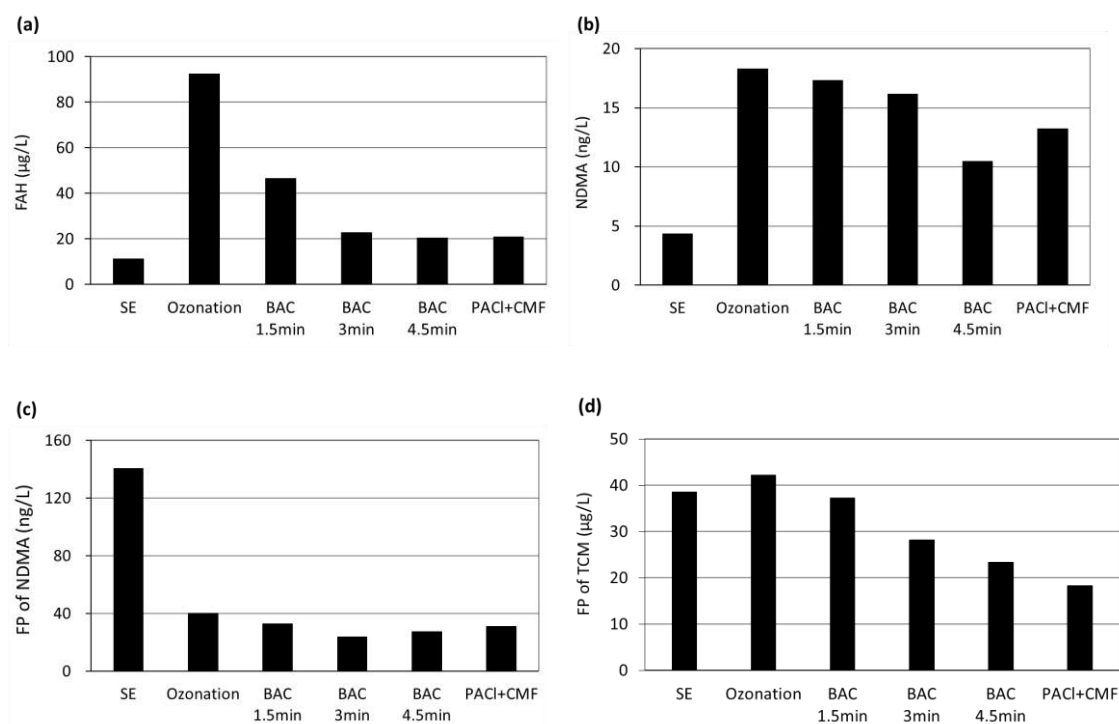 (a)
FAH (µg/L)
100
80
60
40
20
0
SE Ozonation BAC BAC BAC PACl+CMF
1.5min 3min 4.5min
(b)
NDMA (ng/L)
20
15
10
5
0
SE Ozonation BAC BAC BAC PACl+CMF
1.5min 3min 4.5min
(c)
FP of NDMA (ng/L)
160
120
80
40
0
SE Ozonation BAC BAC BAC PACl+CMF
1.5min 3min 4.5min
(d)
FP of TCM (µg/L)
50
40
30
20
10
0
SE Ozonation BAC BAC BAC PACl+CMF
1.5min 3min 4.5min